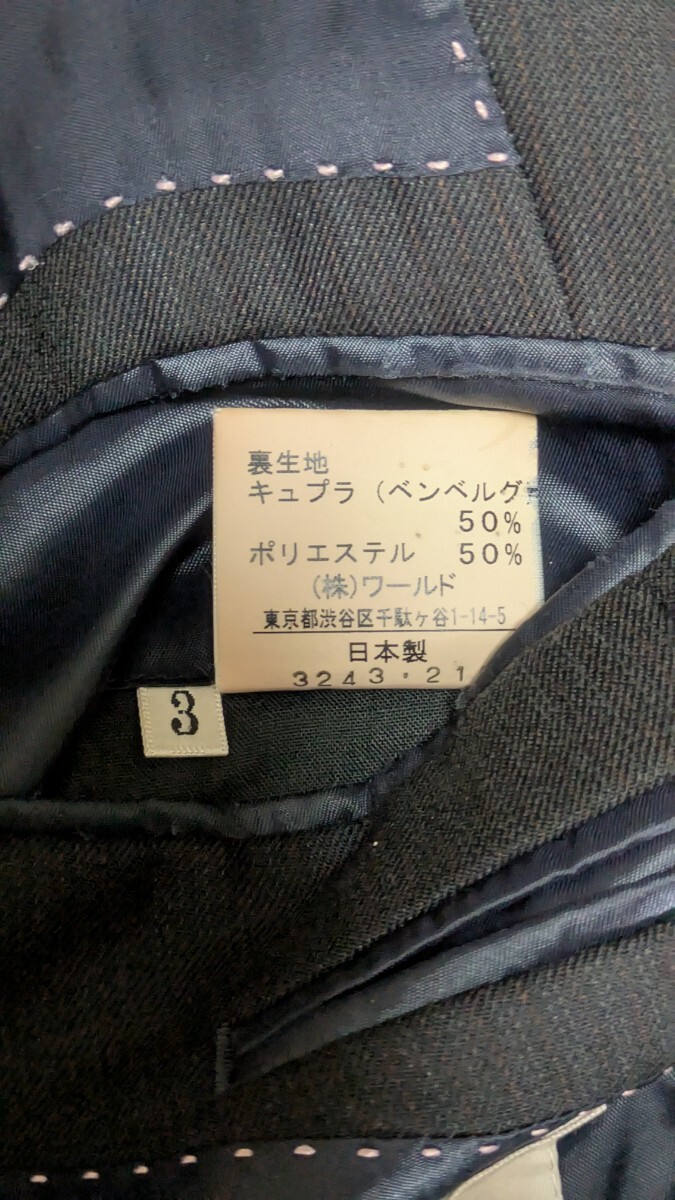 裏生地
キュプラ（ベンベルグ
50%
ポリエステル 50%
(株)ワールド
東京都渋谷区千駄ヶ谷1-14-5
日本製
3243・21
3